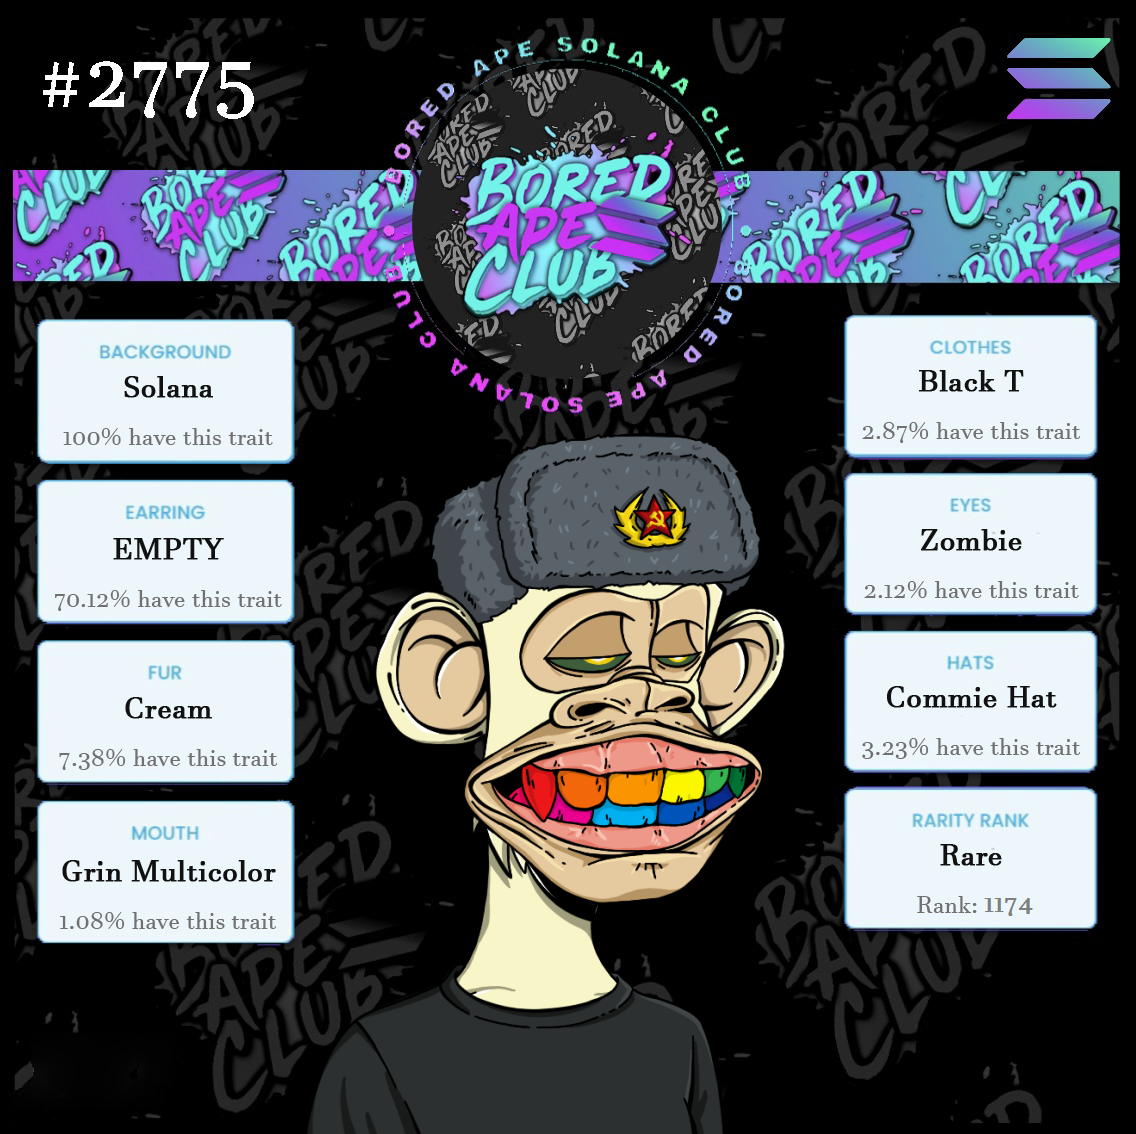 #2775
BORED APE SOLANA CLUB
BORED APE SOLANA CLUB
BORED
APE
CLUB
BACKGROUND
Solana
100% have this trait
EARRING
EMPTY
70.12% have this trait
FUR
Cream
7.38% have this trait
MOUTH
Grin Multicolor
1.08% have this trait
CLOTHES
Black T
2.87% have this trait
EYES
Zombie
2.12% have this trait
HATS
Commie Hat
3.23% have this trait
RARITY RANK
Rare
Rank: 1174